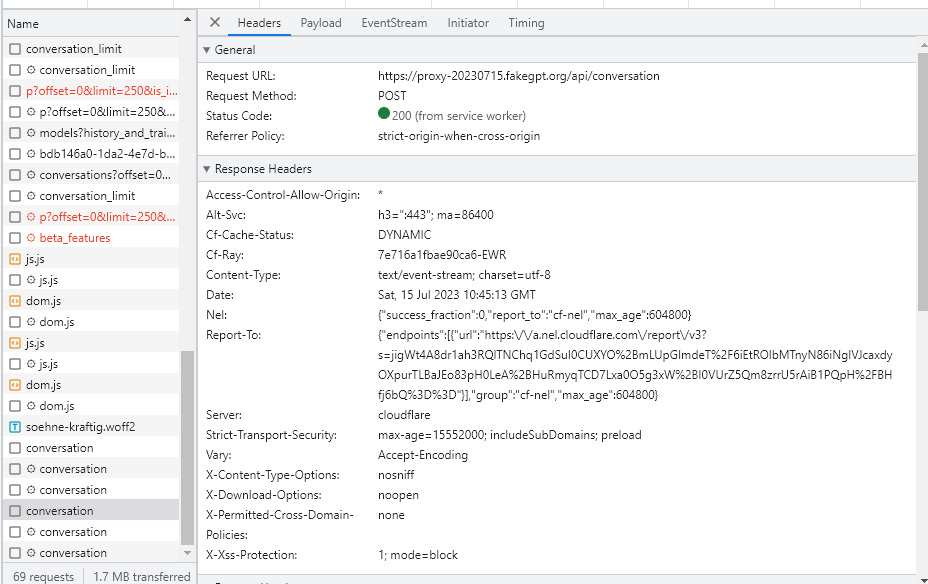 Name
conversation_limit
conversation_limit
p?offset=0&limit=250&is_i...
p?offset=0&limit=250&...
models?history_and_trai...
bdb146a0-1da2-4e7d-b...
conversations?offset=0...
conversation_limit
p?offset=0&limit=250&...
beta_features
js.js
js.js
dom.js
dom.js
js.js
js.js
dom.js
dom.js
soehne-kraftig.woff2
conversation
conversation
conversation
conversation
conversation
conversation
69 requests 1.7 MB transferred
Headers Payload EventStream Initiator Timing
General
Request URL: https://proxy-20230715.fakegpt.org/api/conversation
Request Method: POST
Status Code: 200 (from service worker)
Referrer Policy: strict-origin-when-cross-origin
Response Headers
Access-Control-Allow-Origin: *
Alt-Svc: h3=":443"; ma=86400
Cf-Cache-Status: DYNAMIC
Cf-Ray: 7e716a1fbae90ca6-EWR
Content-Type: text/event-stream; charset=utf-8
Date: Sat, 15 Jul 2023 10:45:13 GMT
Nel: {"success_fraction":0,"report_to":"cf-nel","max_age":604800}
Report-To: {"endpoints":[{"url":"https:\/\/a.nel.cloudflare.com\/report\/v3?
s=jigWt4A8dr1ah3RQITNChq1GdSuI0CUXYO%2BmLUpGlmdeT%2F6iEtROIbMTnyN86iNgIVJcaxdy
OXpurTLBaJEo83pH0LeA%2BHuRmyqTCD7Lxa0O5g3xW%2BI0VUrZ5Qm8zrrU5rAiB1PQpH%2FBH
fj6bQ%3D%3D"}],"group":"cf-nel","max_age":604800}
Server: cloudflare
Strict-Transport-Security: max-age=15552000; includeSubDomains; preload
Vary: Accept-Encoding
X-Content-Type-Options: nosniff
X-Download-Options: noopen
X-Permitted-Cross-Domain- none
Policies:
X-Xss-Protection: 1; mode=block